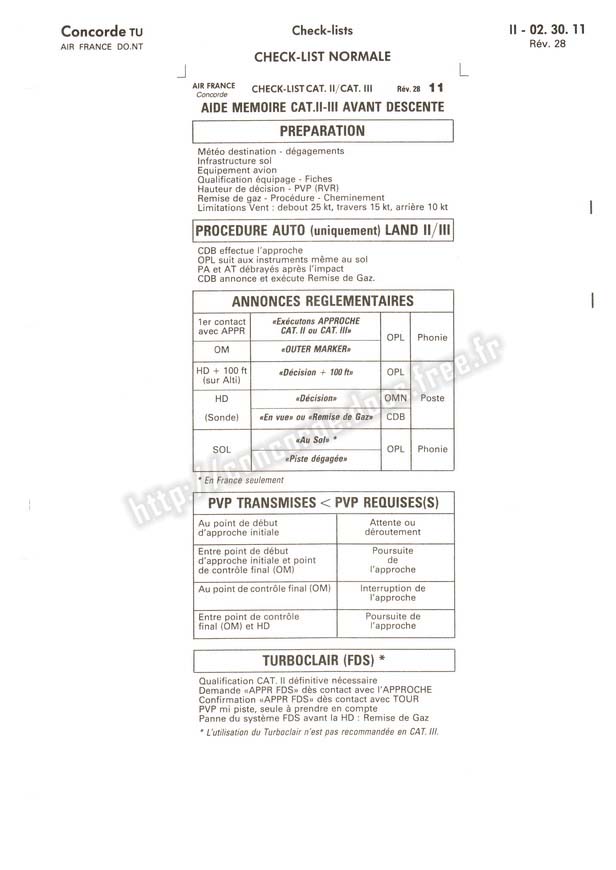 Concorde TU
AIR FRANCE DO.NT
Check-lists
II - 02. 30. 11
Rév. 28
CHECK-LIST NORMALE
AIR FRANCE
Concorde
CHECK-LIST CAT. II/CAT. III
Rév. 28 11
AIDE MEMOIRE CAT.II-III AVANT DESCENTE
PREPARATION
Météo destination - dégagements
Infrastructure sol
Equipement avion
Qualification équipage - Fiches
Hauteur de décision - PVP (RVR)
Remise de gaz - Procédure - Cheminement
Limitations Vent : debout 25 kt, travers 15 kt, arrière 10 kt
PROCEDURE AUTO (uniquement) LAND II/III
CDB effectue l'approche
OPL suit aux instruments même au sol
PA et AT débrayés après l'impact
CDB annonce et exécute Remise de Gaz.
ANNONCES REGLEMENTAIRES
1er contact
avec APPR
«Exécutons APPROCHE
CAT. II ou CAT. III»
OPL
Phonie
OM
«OUTER MARKER»
HD + 100 ft
(sur Alti)
«Décision + 100 ft»
OPL
HD
«Décision»
OMN
Poste
(Sonde)
«En vue» ou «Remise de Gaz»
CDB
SOL
«Au Sol» *
OPL
Phonie
«Piste dégagée»
* En France seulement
PVP TRANSMISES < PVP REQUISES(S)
Au point de début
d'approche initiale
Attente ou
déroutement
Entre point de début
d'approche initiale et point
de contrôle final (OM)
Poursuite
de
l'approche
Au point de contrôle final (OM)
Interruption de
l'approche
Entre point de contrôle
final (OM) et HD
Poursuite de
l'approche
TURBOCLAIR (FDS) *
Qualification CAT. II définitive nécessaire
Demande «APPR FDS» dès contact avec l'APPROCHE
Confirmation «APPR FDS» dès contact avec TOUR
PVP mi piste, seule à prendre en compte
Panne du système FDS avant la HD : Remise de Gaz
* L'utilisation du Turboclair n'est pas recommandée en CAT. III.